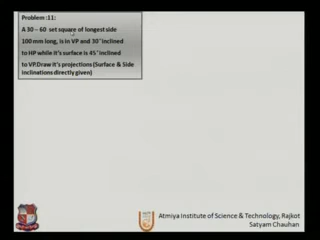 Problem :11:
A 30 – 60 set square of longest side
100 mm long, is in VP and 30° inclined
to HP while it's surface is 45° inclined
to VP.Draw it's projections (Surface & Side
Inclinations directly given)
Atmiya Institute of Science & Technology, Rajkot
Satyam Chauhan